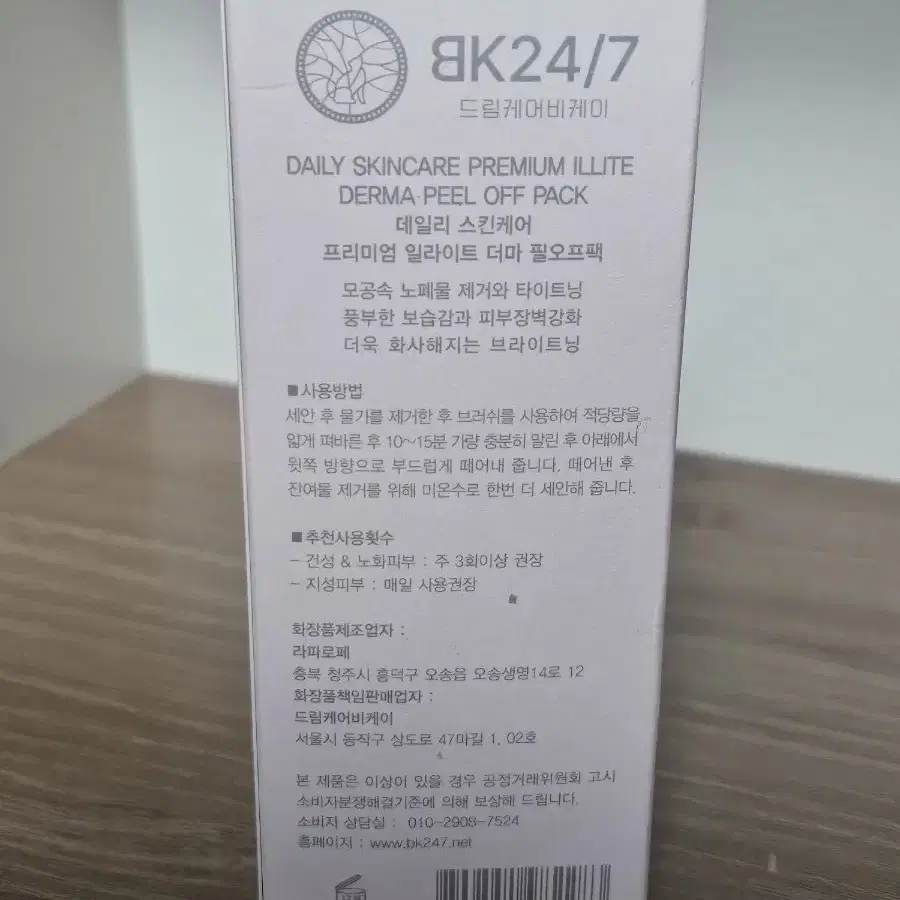 BK24/7
드림케어비케이
DAILY SKINCARE PREMIUM ILLITE
DERMA PEEL OFF PACK
데일리 스킨케어
프리미엄 일라이트 더마 필오프팩
모공속 노폐물 제거와 타이트닝
풍부한 보습감과 피부장벽강화
더욱 화사해지는 브라이트닝
■ 사용방법
세안 후 물기를 제거한 후 브러쉬를 사용하여 적당량을
얇게 펴바른 후 10~15분 가량 충분히 말린 후 아래에서
윗쪽 방향으로 부드럽게 떼어내 줍니다. 떼어낸 후
잔여물 제거를 위해 미온수로 한번 더 세안해 줍니다.
■ 추천사용횟수
- 건성 & 노화피부 : 주 3회이상 권장
- 지성피부 : 매일 사용권장
화장품제조업자 :
라파로페
충북 청주시 흥덕구 오송읍 오송생명14로 12
화장품책임판매업자 :
드림케어비케이
서울시 동작구 상도로 47마길 1, 02호
본 제품은 이상이 있을 경우 공정거래위원회 고시
소비자분쟁해결기준에 의해 보상해 드립니다.
소비자 상담실 : 010-2908-7524
홈페이지 : www.bk247.net